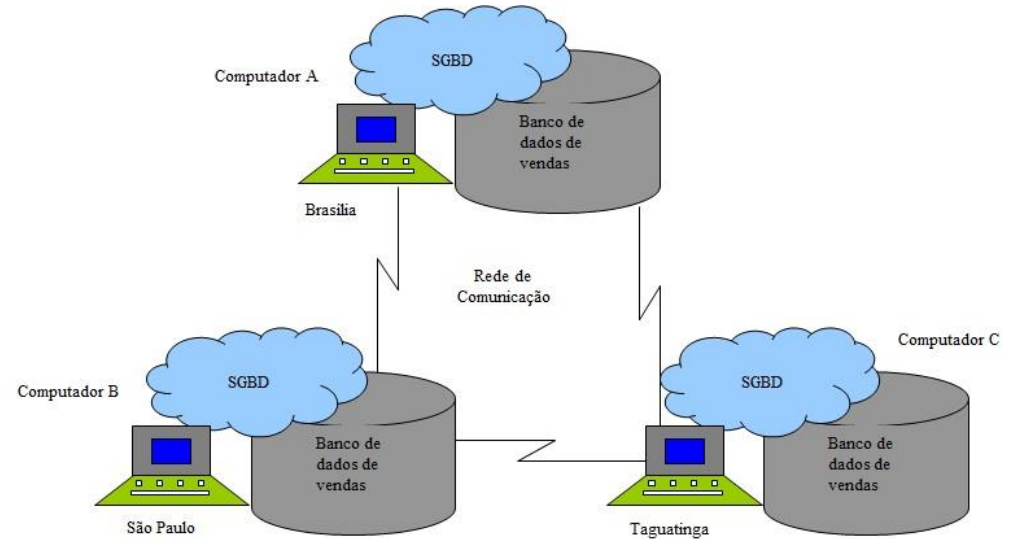 SGBD
Computador A
Banco de
dados de
vendas
Brasilia
Rede de
Comunicação
Computador C
SGBD
SGBD
Computador B
Banco de
dados de
vendas
Banco de
dados de
vendas
São Paulo
Taguatinga